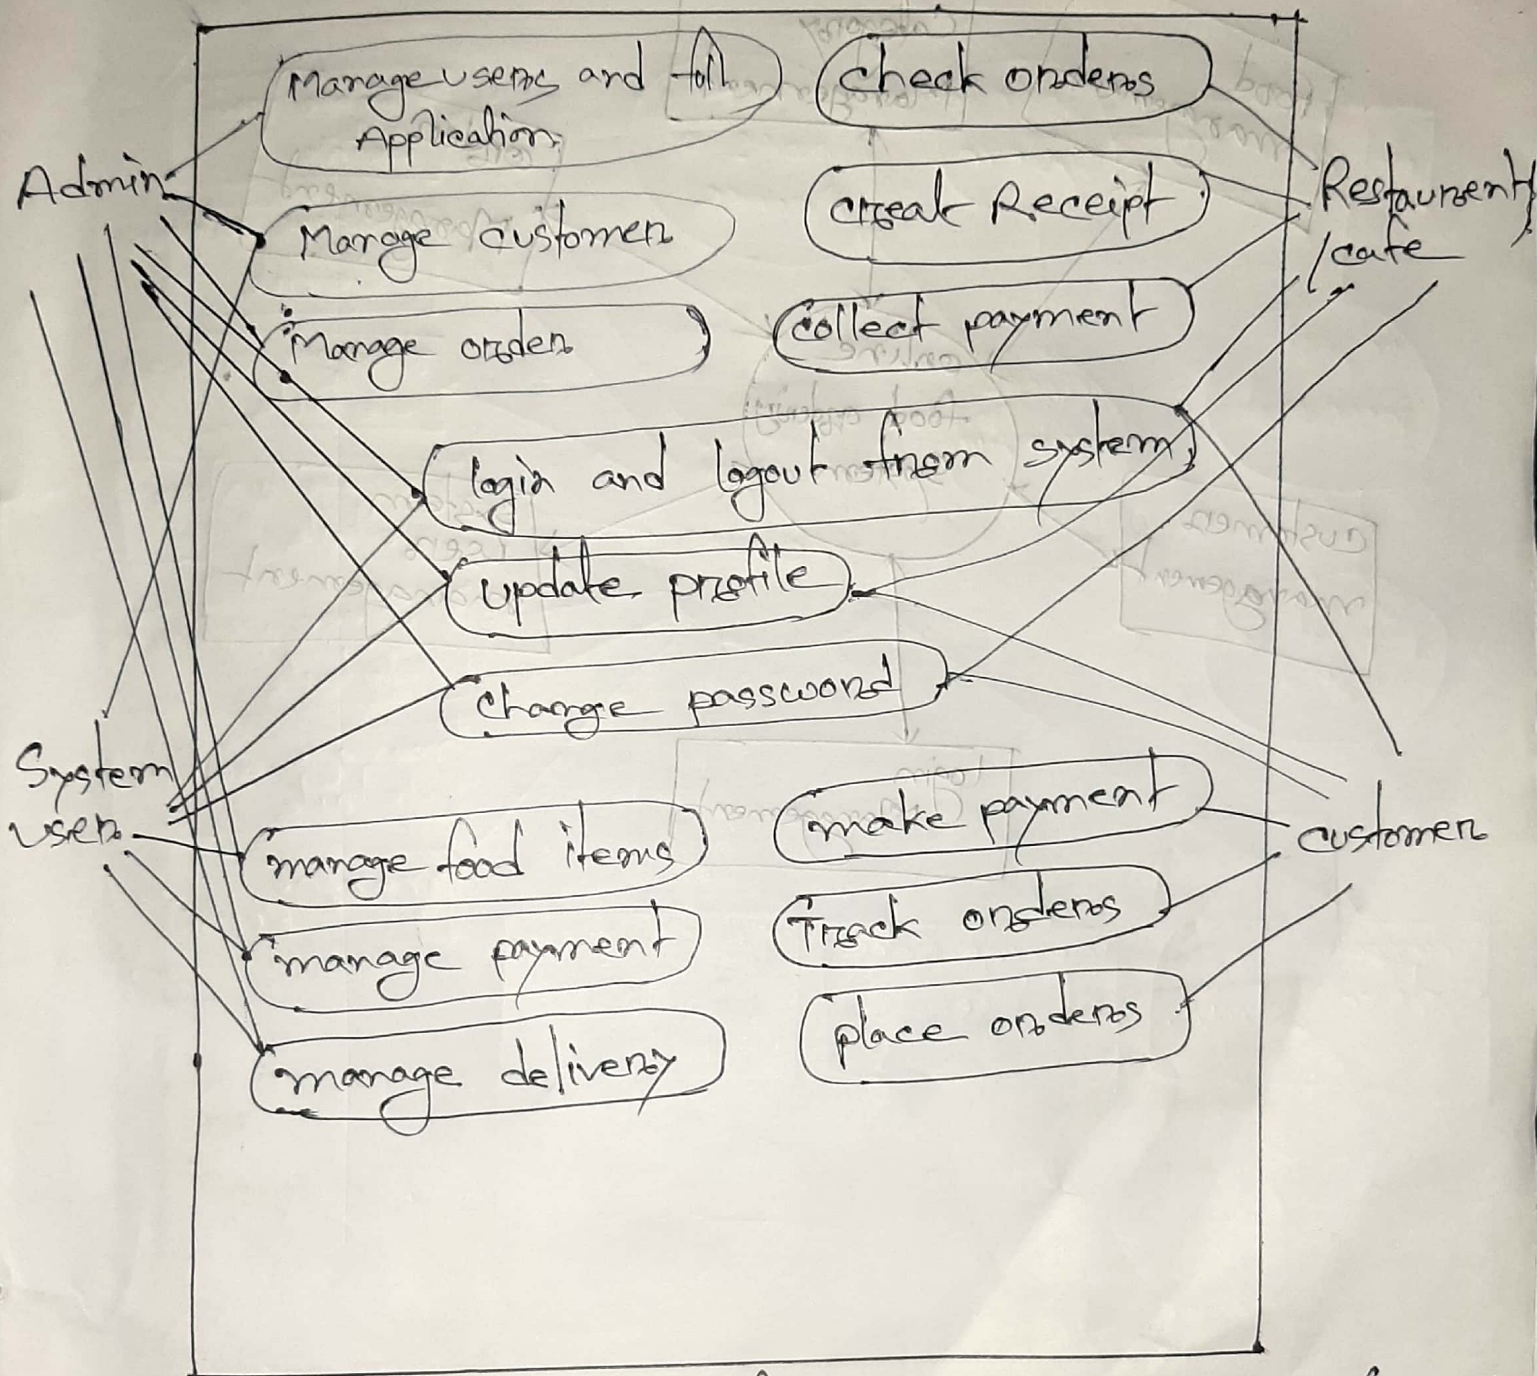 Manage users and full
Application
Check orders
Admin
Creat Receipt
Restaurent
/cafe
Manage customer
Collect payment
Manage order
login and logout from system
update profile
change password
System
user
make payment
customer
manage food items
Track orders
manage payment
place orders
manage delivery